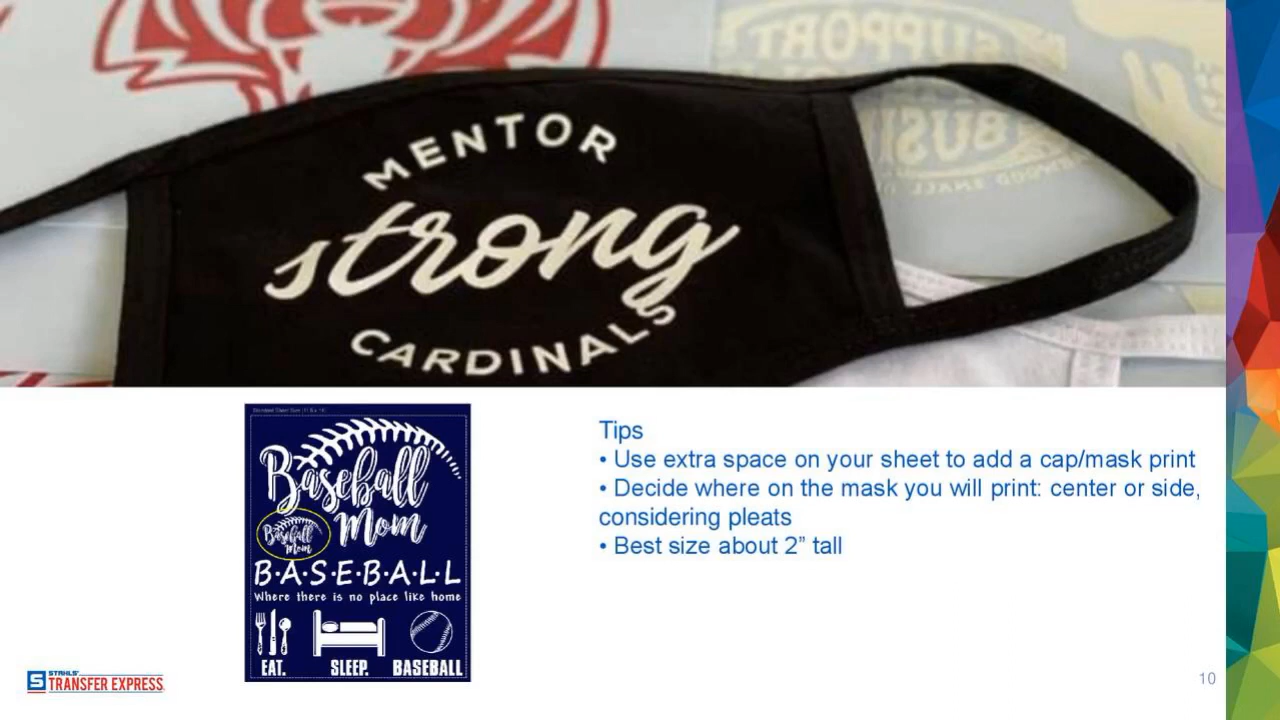 SUPPORT
BUSI
MENTOR
strong
CARDINALS
Baseball
Mom
Baseball
Mom
B·A·S·E·B·A·L·L
Where there is no place like home
EAT. SLEEP. BASEBALL
Tips
• Use extra space on your sheet to add a cap/mask print
• Decide where on the mask you will print: center or side,
considering pleats
• Best size about 2” tall
STAHLS'
TRANSFER EXPRESS
10